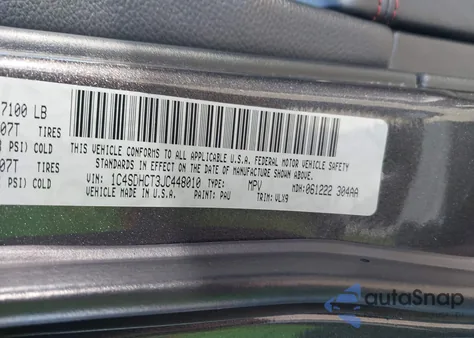 7100 LB
07T TIRES
PSI) COLD
07T TIRES
PSI) COLD
THIS VEHICLE CONFORMS TO ALL APPLICABLE U.S.A. FEDERAL MOTOR VEHICLE SAFETY
STANDARDS IN EFFECT ON THE DATE OF MANUFACTURE SHOWN ABOVE.
VIN: 1C4SDHCT3JC448010 TYPE: MPV MDH: 061222 304AA
VEHICLE MADE IN U.S.A. PAINT: PAU TRIM: VLX9
autoSnap